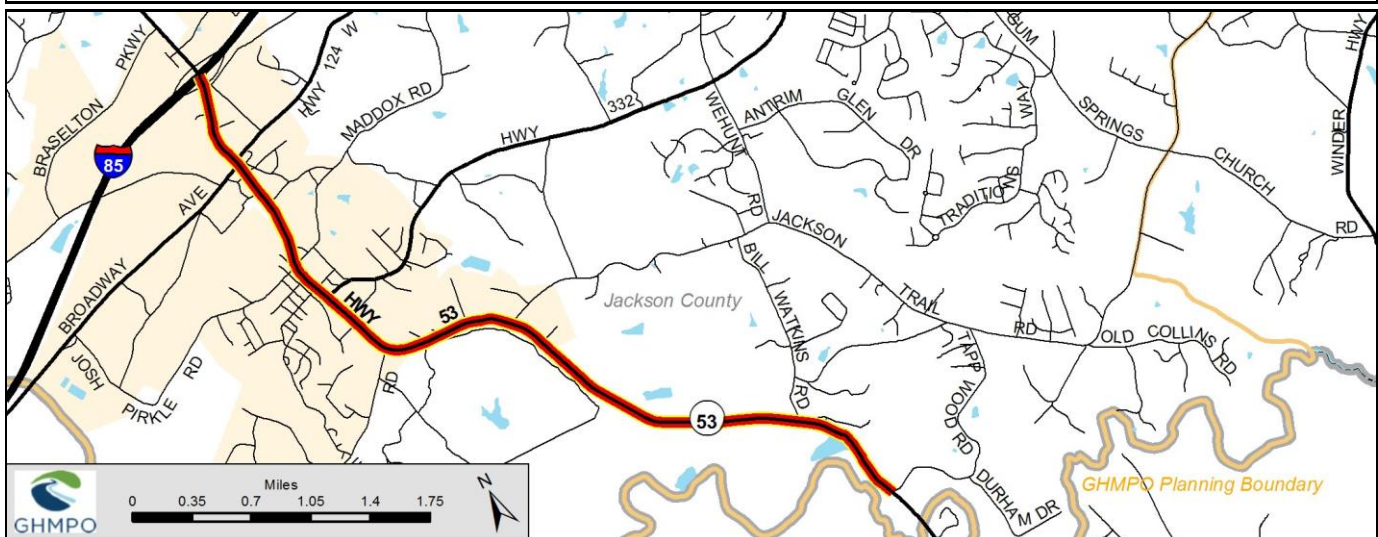 BRASELTON PKWY
HWY 124 W
MADDOX RD
HWY 332
WEHUNT RD
ANTRIM GLEN DR
GUM SPRINGS CHURCH RD
TRADITIONS WAY
WINDER HWY
85
BROADWAY AVE
JOSH PIRKLE RD
HWY 53
RD
Jackson County
JACKSON TRAIL RD
BILL WATKINS RD
OLD COLLINS RD
TAPP WOOD RD
DURHAM DR
53
GHMPO Planning Boundary
GHMPO
Miles
0 0.35 0.7 1.05 1.4 1.75
N